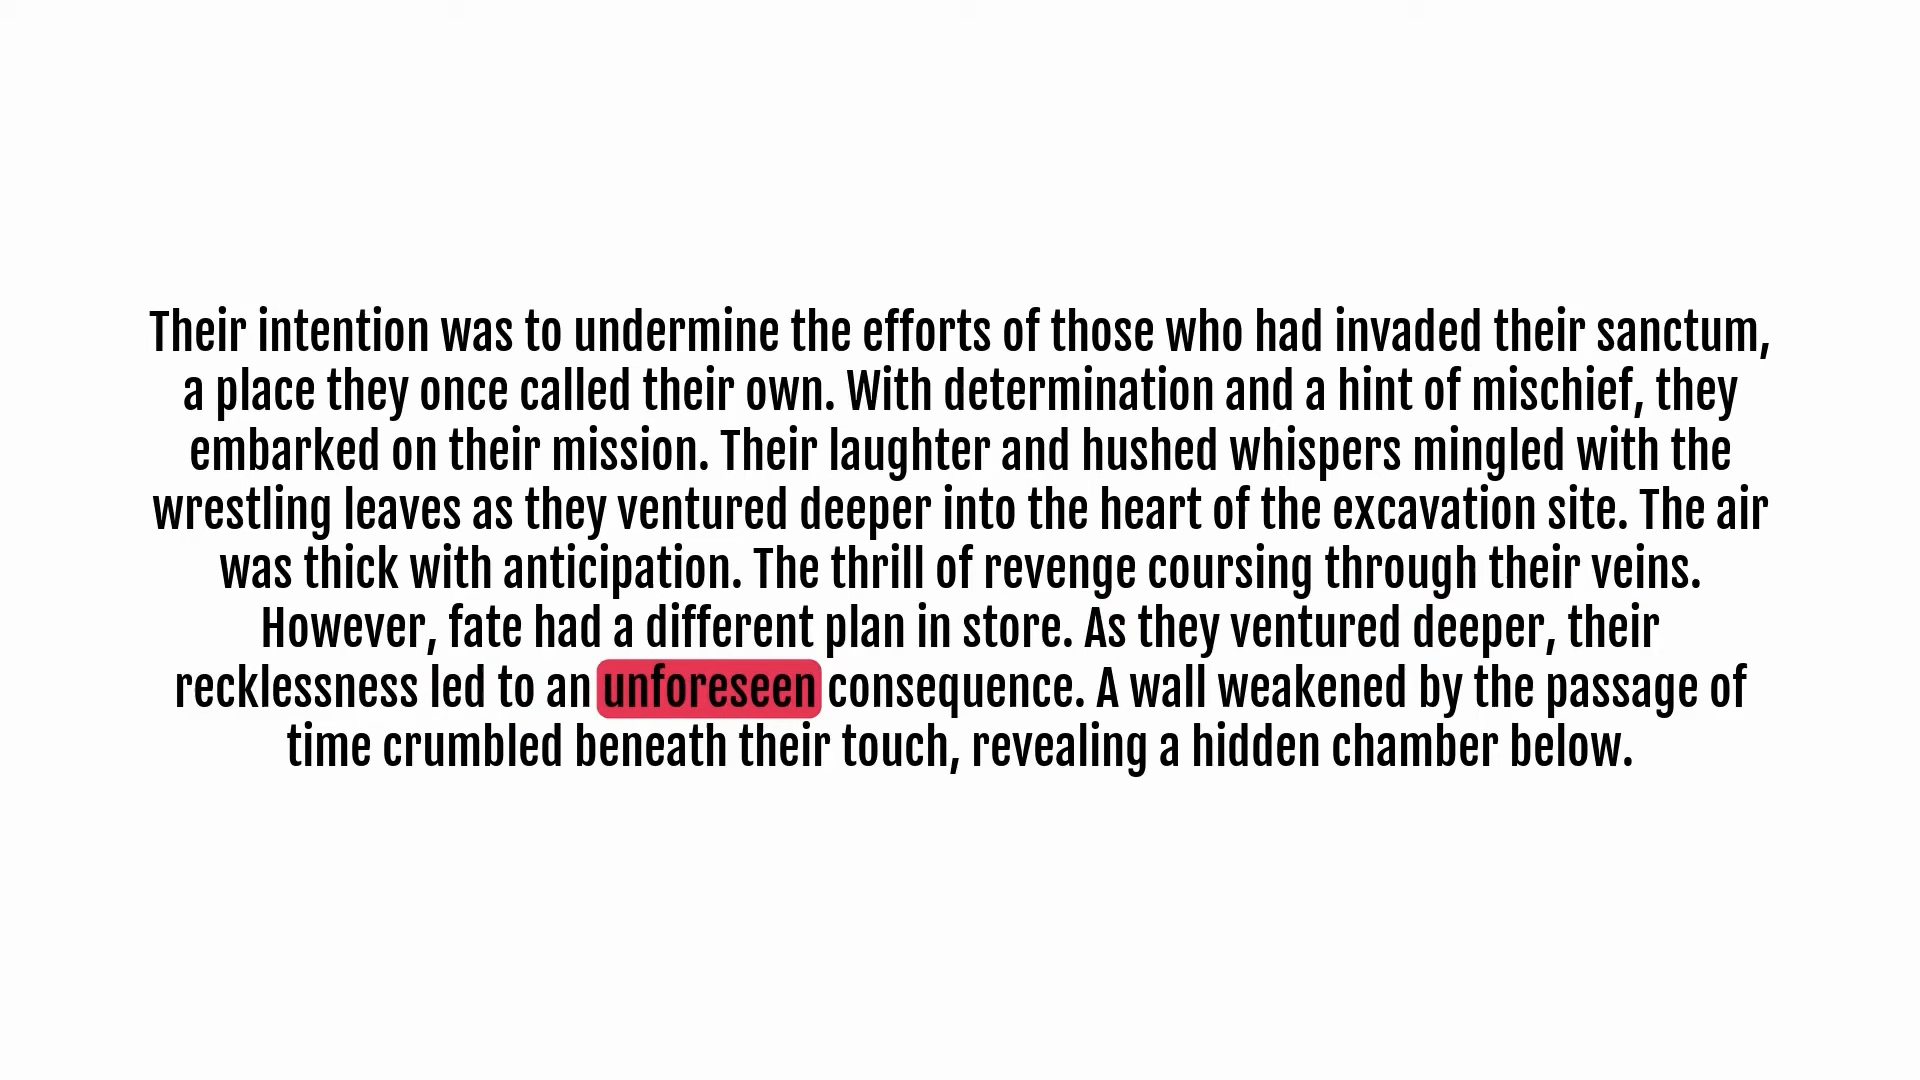 Their intention was to undermine the efforts of those who had invaded their sanctum,
a place they once called their own. With determination and a hint of mischief, they
embarked on their mission. Their laughter and hushed whispers mingled with the
wrestling leaves as they ventured deeper into the heart of the excavation site. The air
was thick with anticipation. The thrill of revenge coursing through their veins.
However, fate had a different plan in store. As they ventured deeper, their
recklessness led to an unforeseen consequence. A wall weakened by the passage of
time crumbled beneath their touch, revealing a hidden chamber below.